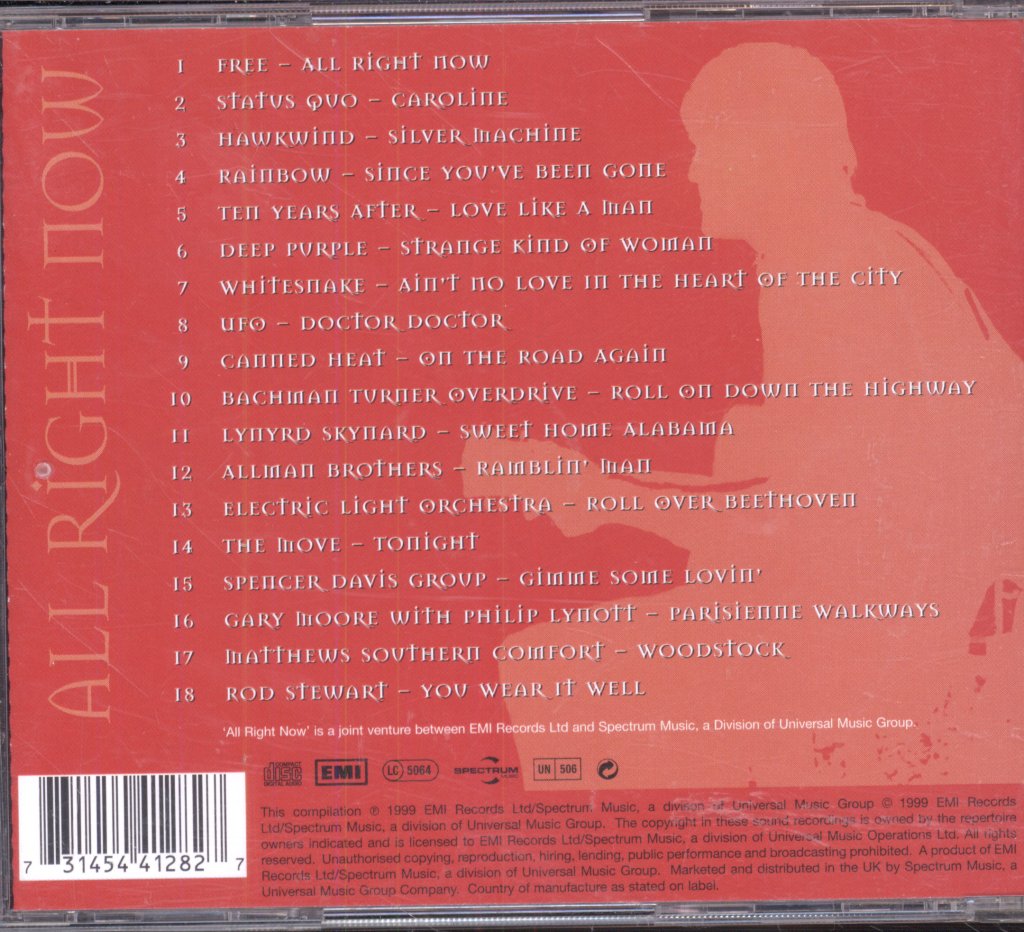 ALL RIGHT NOW
1 FREE – ALL RIGHT NOW
2 STATUS QUO – CAROLINE
3 HAWKWIND – SILVER MACHINE
4 RAINBOW – SINCE YOU'VE BEEN GONE
5 TEN YEARS AFTER – LOVE LIKE A MAN
6 DEEP PURPLE – STRANGE KIND OF WOMAN
7 WHITESNAKE – AIN'T NO LOVE IN THE HEART OF THE CITY
8 UFO – DOCTOR DOCTOR
9 CANNED HEAT – ON THE ROAD AGAIN
10 BACHMAN TURNER OVERDRIVE – ROLL ON DOWN THE HIGHWAY
11 LYNYRD SKYNARD – SWEET HOME ALABAMA
12 ALLMAN BROTHERS – RAMBLIN' MAN
13 ELECTRIC LIGHT ORCHESTRA – ROLL OVER BEETHOVEN
14 THE MOVE – TONIGHT
15 SPENCER DAVIS GROUP – GIMME SOME LOVIN'
16 GARY MOORE WITH PHILIP LYNOTT – PARISIENNE WALKWAYS
17 MATTHEWS SOUTHERN COMFORT – WOODSTOCK
18 ROD STEWART – YOU WEAR IT WELL
'All Right Now' is a joint venture between EMI Records Ltd and Spectrum Music, a Division of Universal Music Group.
COMPACT disc DIGITAL AUDIO EMI LC 5064 SPECTRUM MUSIC UN 506
This compilation ℗ 1999 EMI Records Ltd/Spectrum Music, a division of Universal Music Group © 1999 EMI Records
Ltd/Spectrum Music, a division of Universal Music Group. The copyright in these sound recordings is owned by the repertoire
owners indicated and is licensed to EMI Records Ltd/Spectrum Music, a division of Universal Music Operations Ltd. All rights
reserved. Unauthorised copying, reproduction, hiring, lending, public performance and broadcasting prohibited. A product of EMI
Records Ltd/Spectrum Music, a division of Universal Music Group. Marketed and distributed in the UK by Spectrum Music, a
Universal Music Group Company. Country of manufacture as stated on label.
7 31454 41282 7